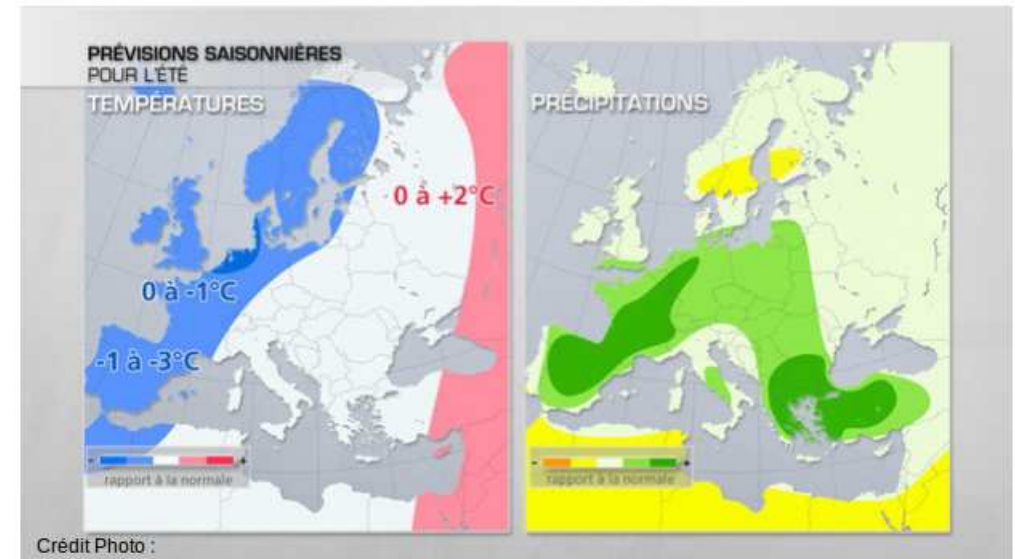 PRÉVISIONS SAISONNIÈRES
POUR L'ÉTÉ
TEMPÉRATURES
0 à +2°C
0 à -1°C
-1 à -3°C
- +
rapport à la normale
PRÉCIPITATIONS
- +
rapport à la normale
Crédit Photo :